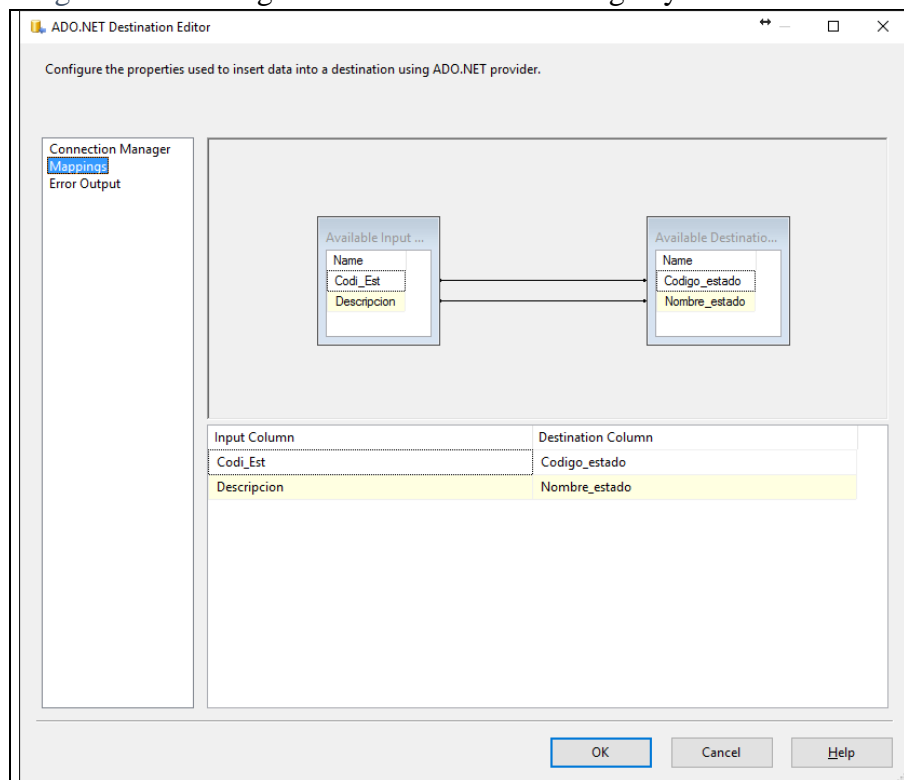 ADO.NET Destination Editor
Configure the properties used to insert data into a destination using ADO.NET provider.
Connection Manager
Mappings
Error Output
Available Input ...
Name
Codi_Est
Descripcion
Available Destinatio...
Name
Codigo_estado
Nombre_estado
Input Column Destination Column
Codi_Est Codigo_estado
Descripcion Nombre_estado
OK Cancel Help